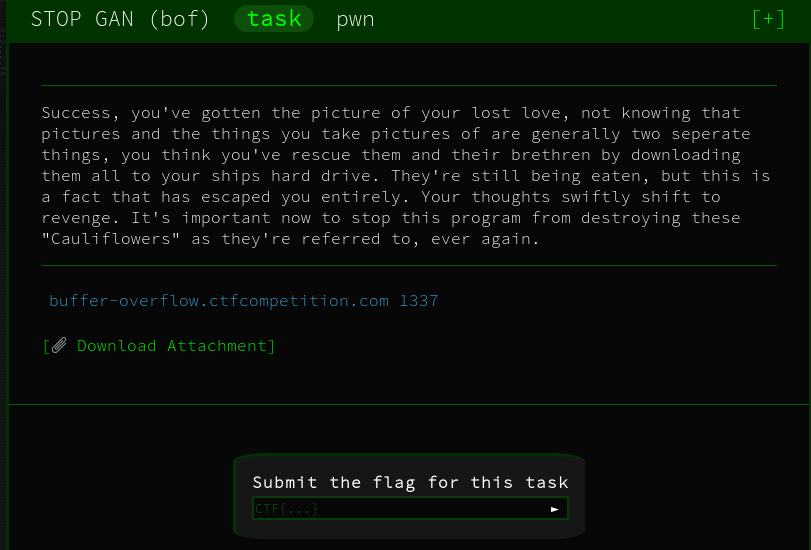 STOP GAN (bof) task pwn [+]
Success, you've gotten the picture of your lost love, not knowing that
pictures and the things you take pictures of are generally two seperate
things, you think you've rescue them and their brethren by downloading
them all to your ships hard drive. They're still being eaten, but this is
a fact that has escaped you entirely. Your thoughts swiftly shift to
revenge. It's important now to stop this program from destroying these
"Cauliflowers" as they're referred to, ever again.
buffer-overflow.ctfcompetition.com 1337
[📎 Download Attachment]
Submit the flag for this task
CTF{...} ►